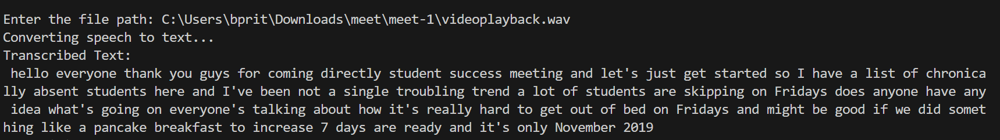 Enter the file path: C:\Users\bprit\Downloads\meet\meet-1\videoplayback.wav
Converting speech to text...
Transcribed Text:
 hello everyone thank you guys for coming directly student success meeting and let's just get started so I have a list of chronica
lly absent students here and I've been not a single troubling trend a lot of students are skipping on Fridays does anyone have any
 idea what's going on everyone's talking about how it's really hard to get out of bed on Fridays and might be good if we did somet
hing like a pancake breakfast to increase 7 days are ready and it's only November 2019